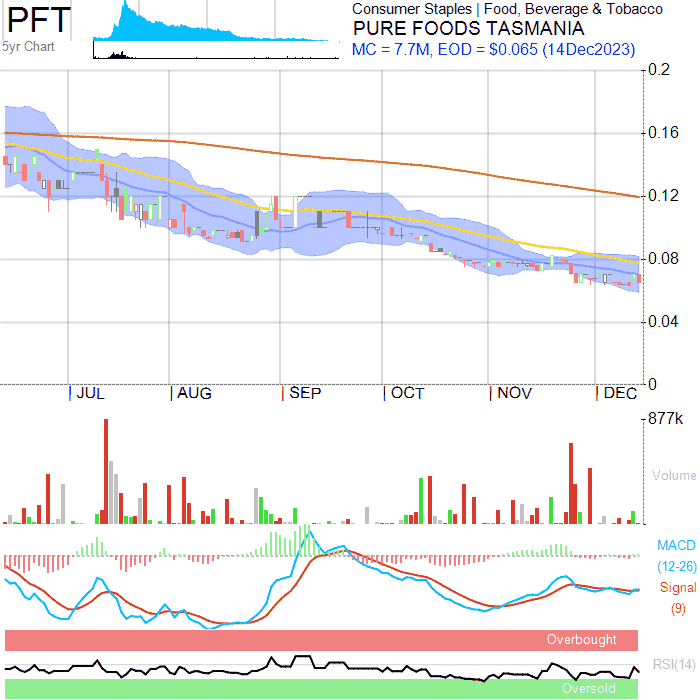 PFT
5yr Chart
Consumer Staples | Food, Beverage & Tobacco
PURE FOODS TASMANIA
MC = 7.7M, EOD = $0.065 (14Dec2023)
0.2
0.16
0.12
0.08
0.04
0
JUL AUG SEP OCT NOV DEC
877k
Volume
MACD
(12-26)
Signal
(9)
Overbought
RSI(14)
Oversold